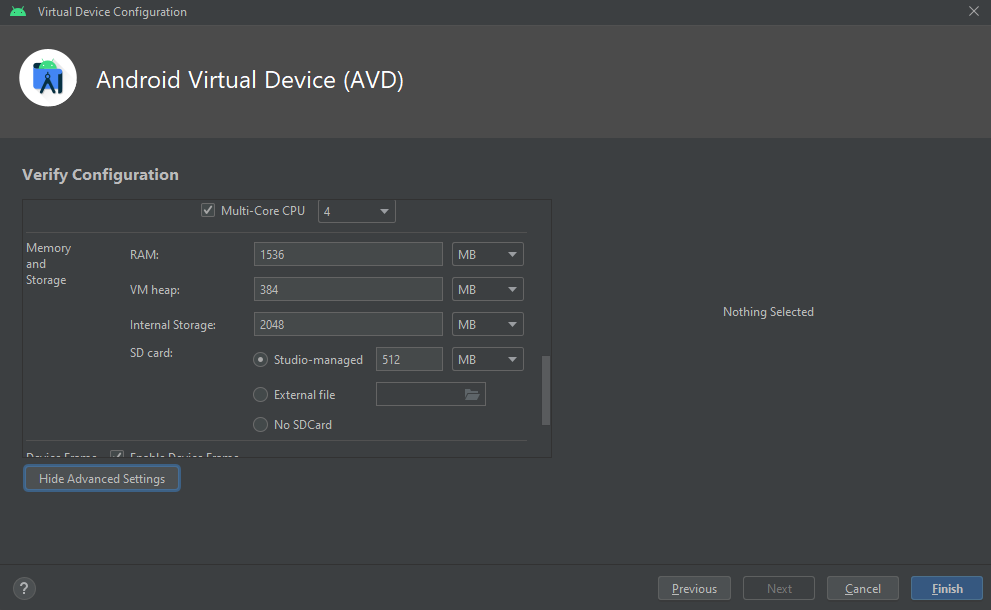 Virtual Device Configuration
Android Virtual Device (AVD)
Verify Configuration
Multi-Core CPU 4
Memory
and
Storage
RAM: 1536 MB
VM heap: 384 MB
Internal Storage: 2048 MB
SD card:
Studio-managed 512 MB
External file
No SDCard
Device Frame Enable Device Frame
Nothing Selected
Hide Advanced Settings
? Previous Next Cancel Finish